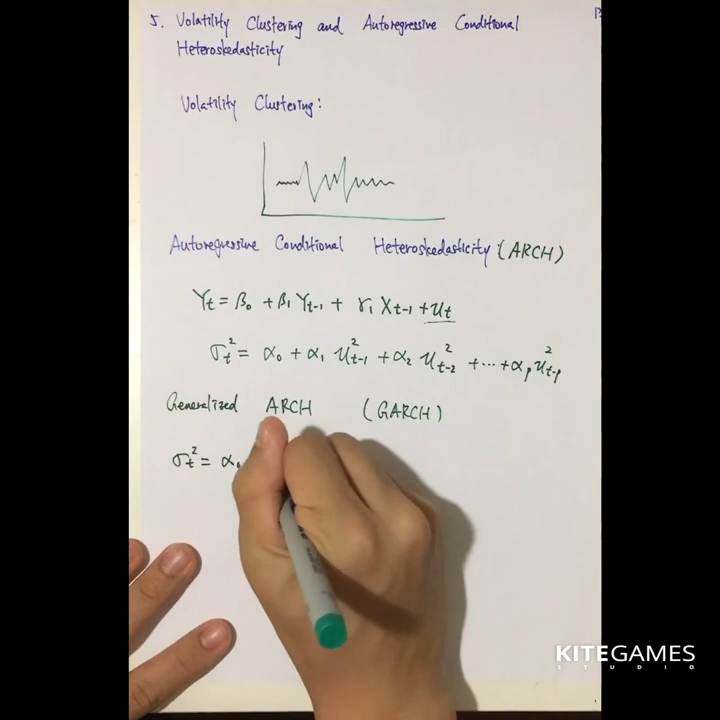 5. Volatility Clustering and Autoregressive Conditional
Heteroskedasticity
Volatility Clustering:
Autoregressive Conditional Heteroskedasticity (ARCH)
Yt = β0 + β1 Yt-1 + γ1 Xt-1 + ut
σt² = α0 + α1 u²t-1 + α2 u²t-2 + ... + αp u²t-p
Generalized ARCH (GARCH)
σt² = α
KITEGAMES
STUDIO